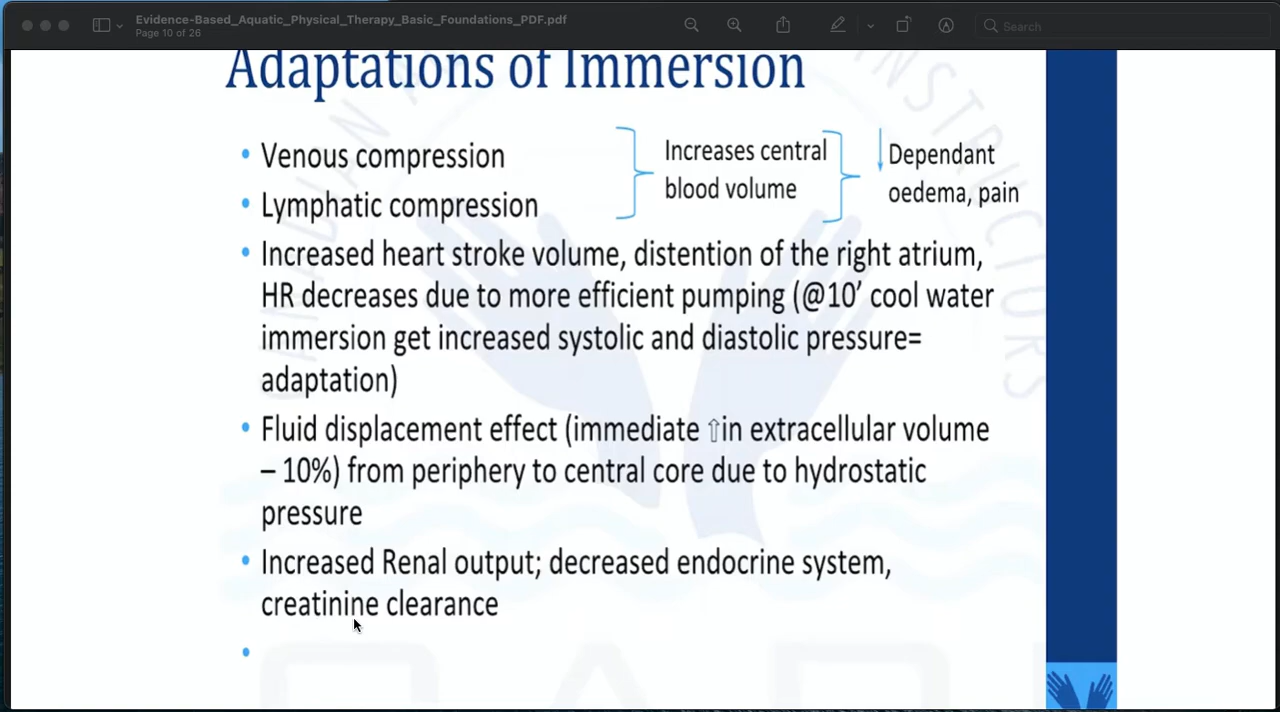 Evidence-Based_Aquatic_Physical_Therapy_Basic_Foundations_PDF.pdf
Page 10 of 26
Search
Adaptations of Immersion
• Venous compression
• Lymphatic compression
Increases central
blood volume
↓ Dependant
oedema, pain
• Increased heart stroke volume, distention of the right atrium,
HR decreases due to more efficient pumping (@10’ cool water
immersion get increased systolic and diastolic pressure=
adaptation)
• Fluid displacement effect (immediate ⇧in extracellular volume
– 10%) from periphery to central core due to hydrostatic
pressure
• Increased Renal output; decreased endocrine system,
creatinine clearance
•